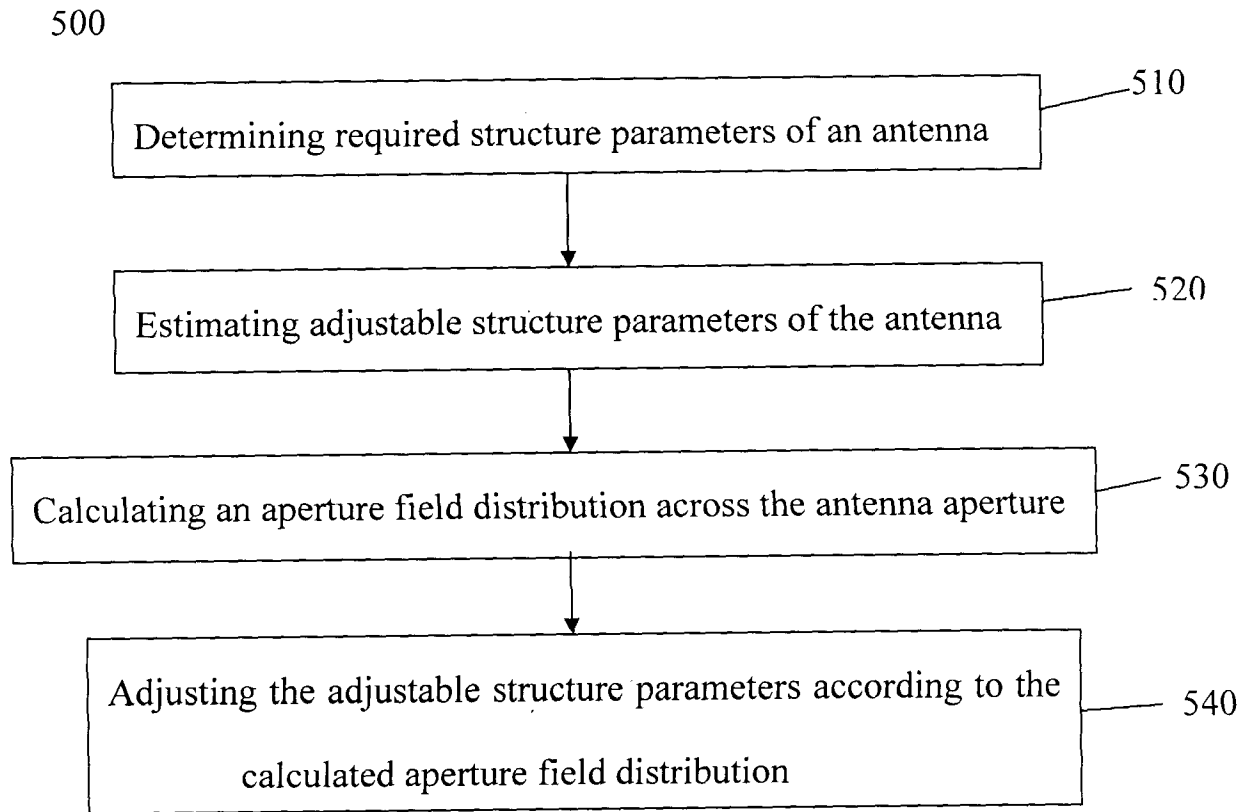 500
510
Determining required structure parameters of an antenna
520
Estimating adjustable structure parameters of the antenna
530
Calculating an aperture field distribution across the antenna aperture
Adjusting the adjustable structure parameters according to the
540
calculated aperture field distribution